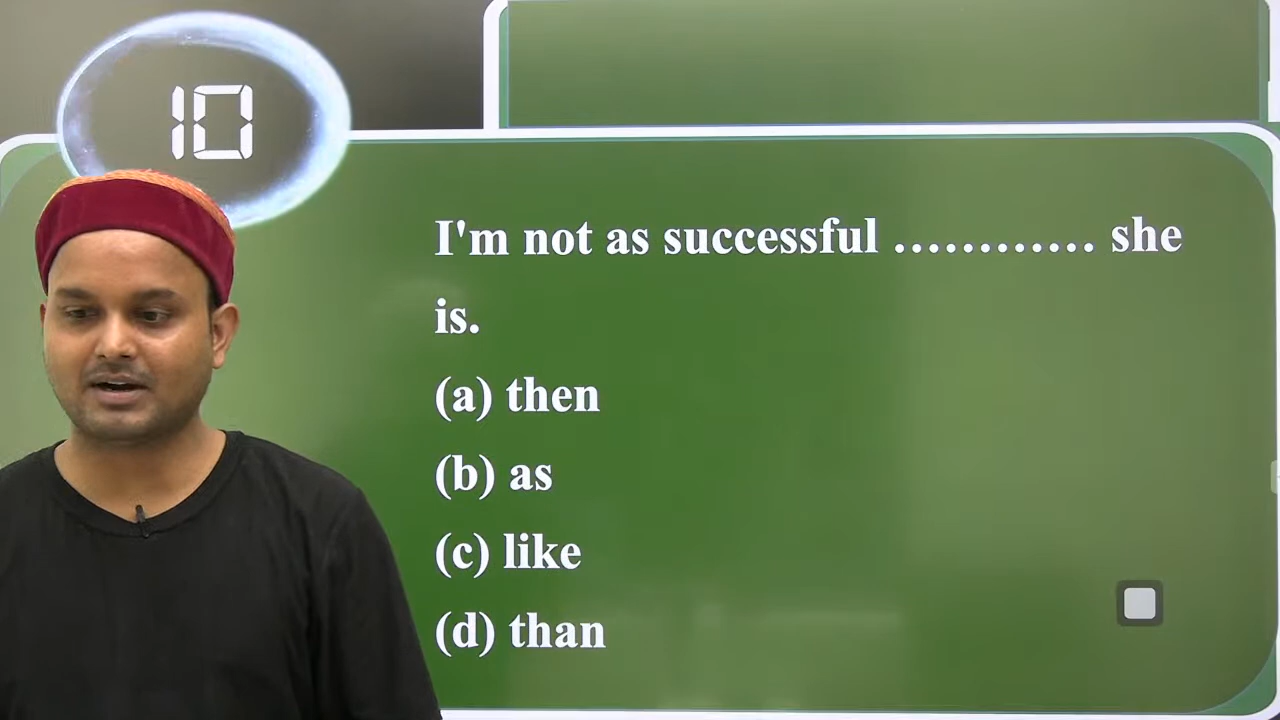 10
I'm not as successful ………… she
is.
(a) then
(b) as
(c) like
(d) than